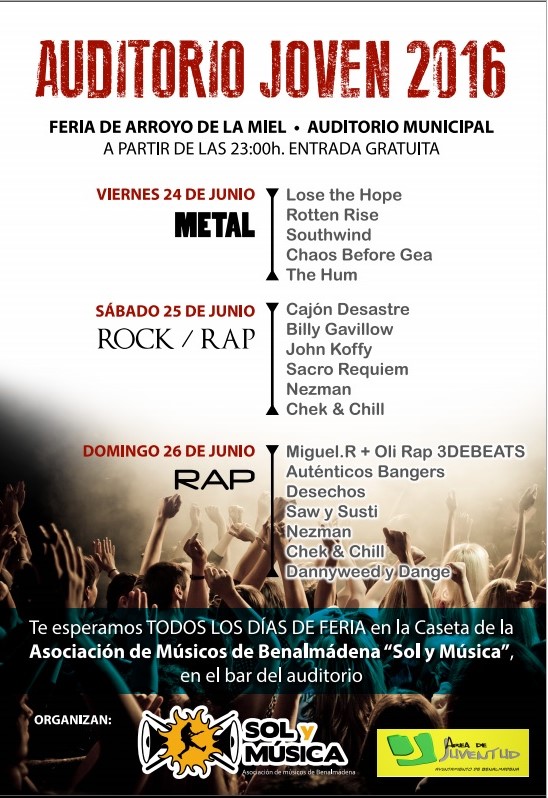 AUDITORIO JOVEN 2016
FERIA DE ARROYO DE LA MIEL • AUDITORIO MUNICIPAL
A PARTIR DE LAS 23:00h. ENTRADA GRATUITA
VIERNES 24 DE JUNIO
METAL
Lose the Hope
Rotten Rise
Southwind
Chaos Before Gea
The Hum
SÁBADO 25 DE JUNIO
ROCK / RAP
Cajón Desastre
Billy Gavillow
John Koffy
Sacro Requiem
Nezman
Chek & Chill
DOMINGO 26 DE JUNIO
RAP
Miguel.R + Oli Rap 3DEBEATS
Auténticos Bangers
Desechos
Saw y Susti
Nezman
Chek & Chill
Dannyweed y Dange
Te esperamos TODOS LOS DÍAS DE FERIA en la Caseta de la
Asociación de Músicos de Benalmádena “Sol y Música”,
en el bar del auditorio
ORGANIZAN:
SOL y
MÚSICA
Asociación de músicos de Benalmádena
ÁREA DE
JUVENTUD
AYUNTAMIENTO DE BENALMÁDENA